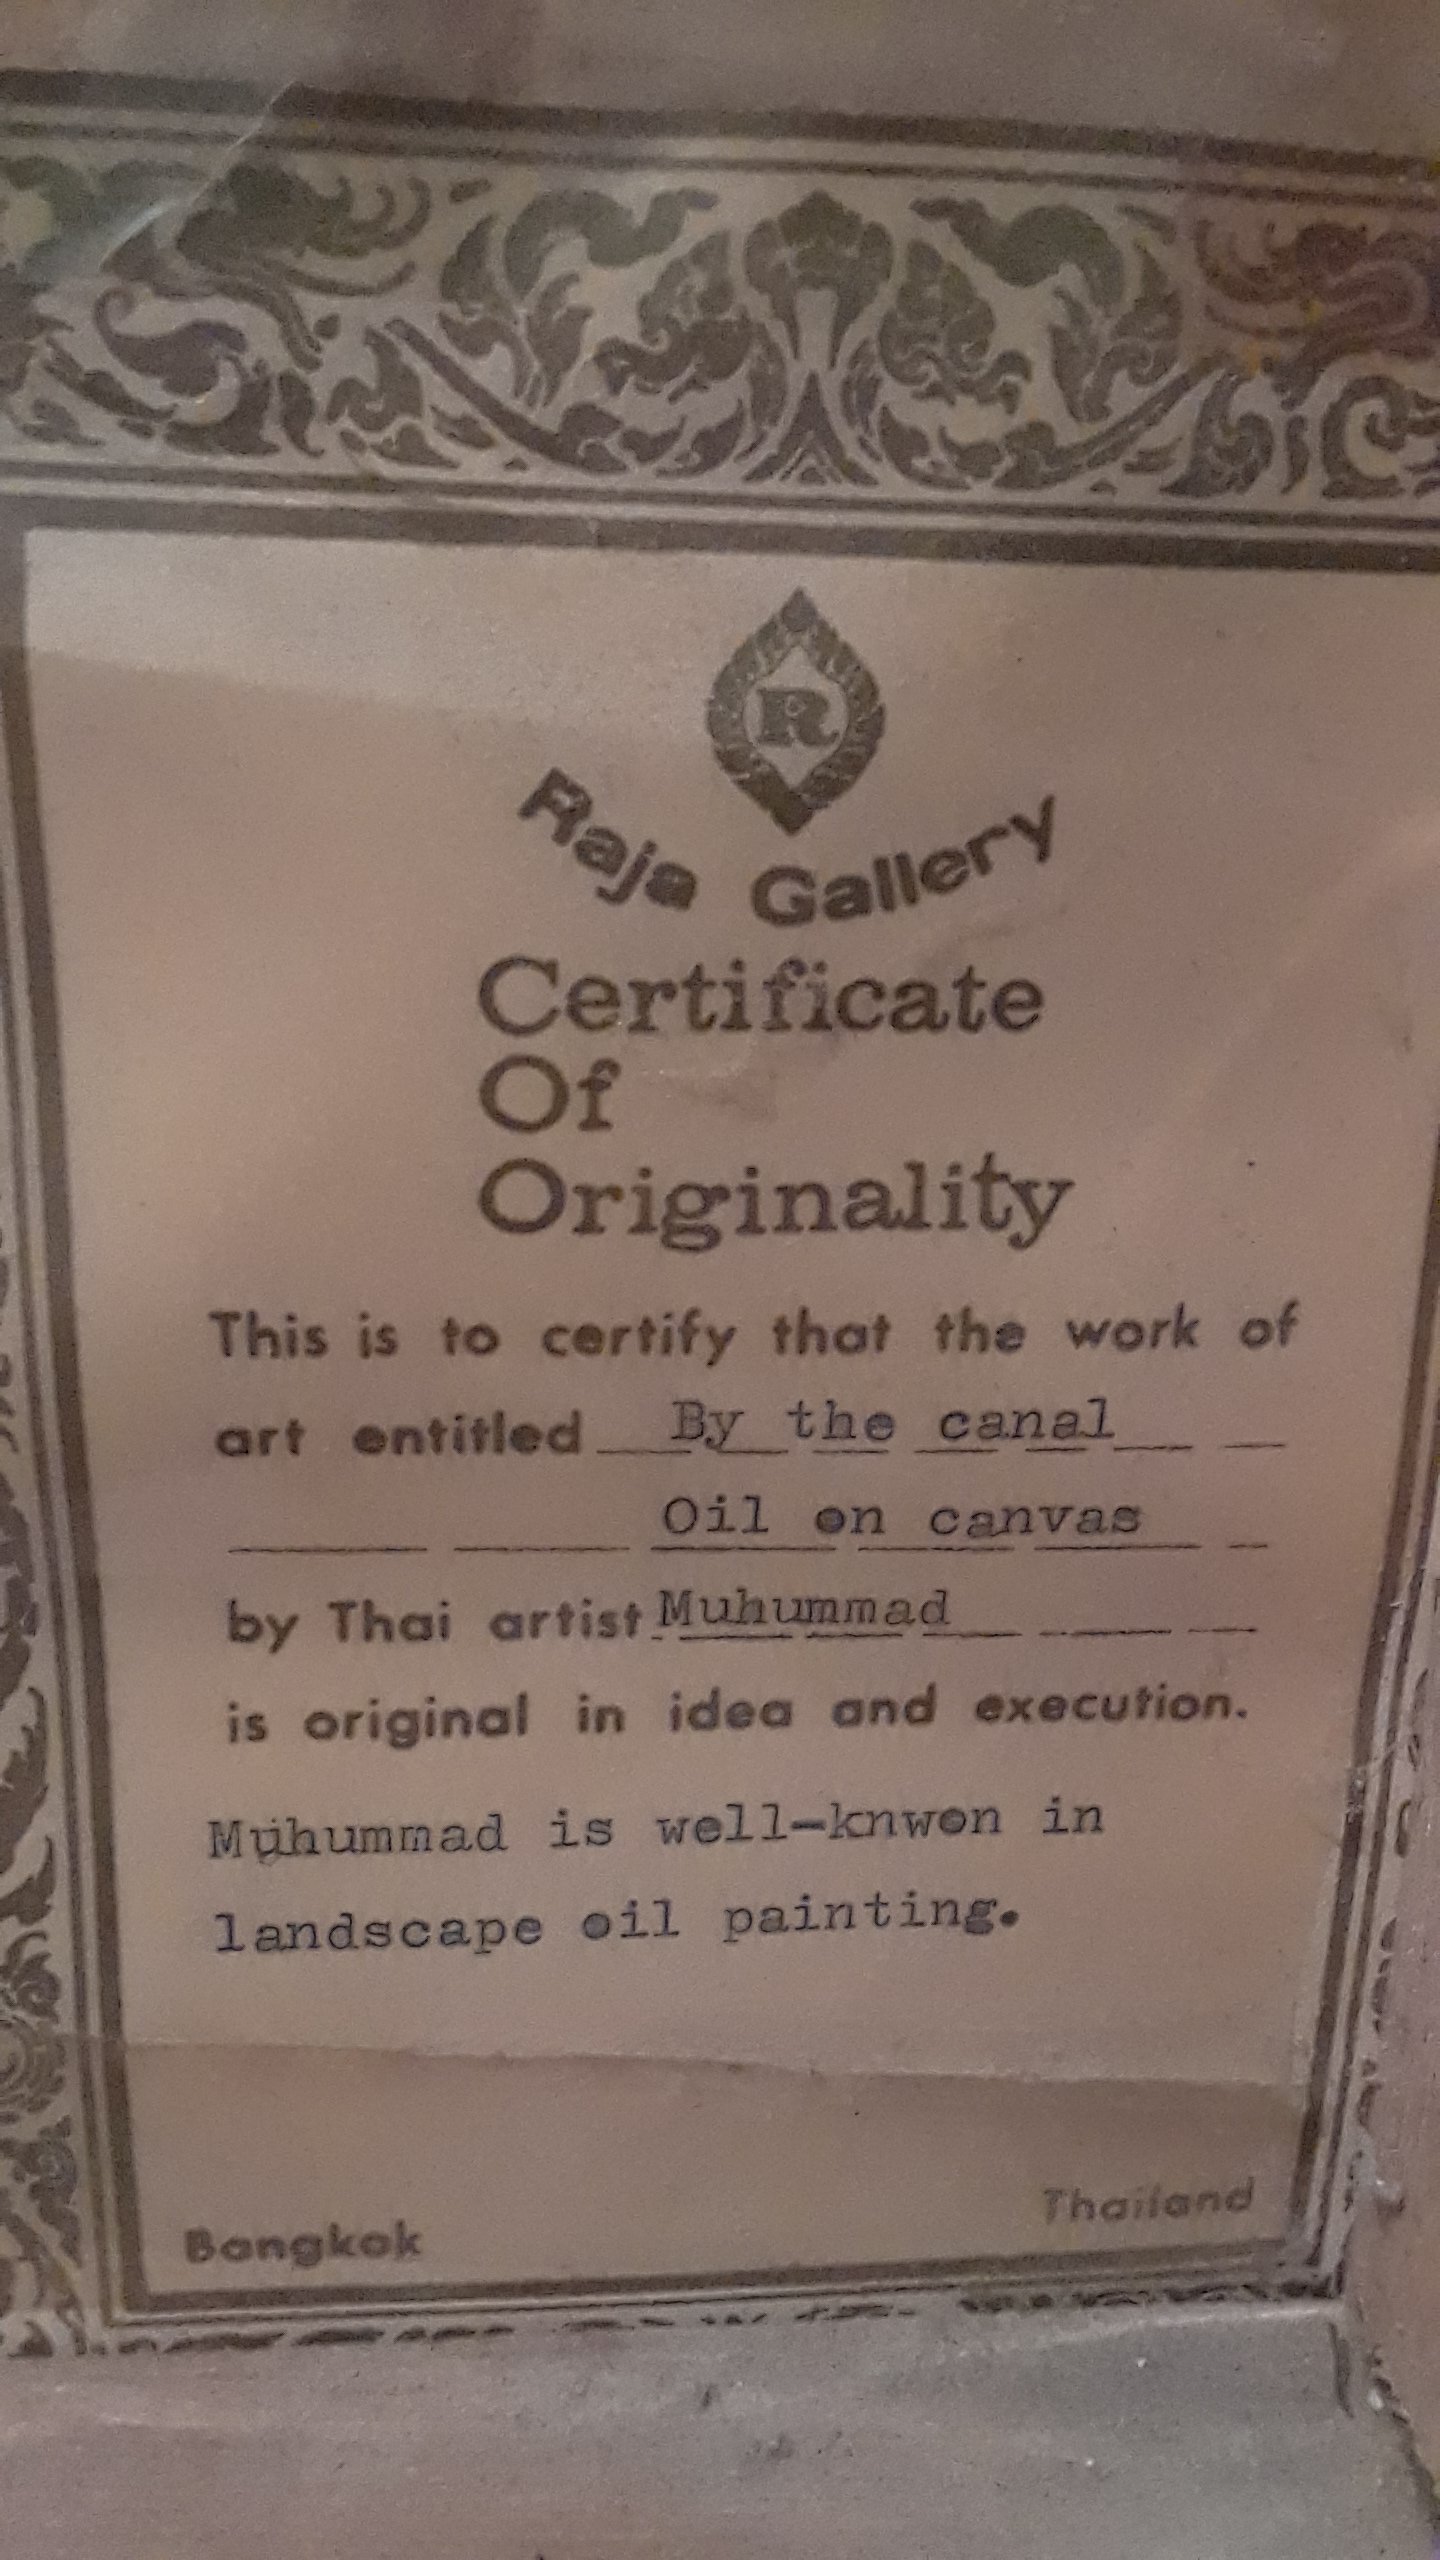 R
Raja Gallery
Certificate
Of
Originality
This is to certify that the work of
art entitled By the canal
Oil on canvas
by Thai artist Muhummad
is original in idea and execution.
Muhummad is well-knwon in
landscape oil painting.
Bangkok Thailand